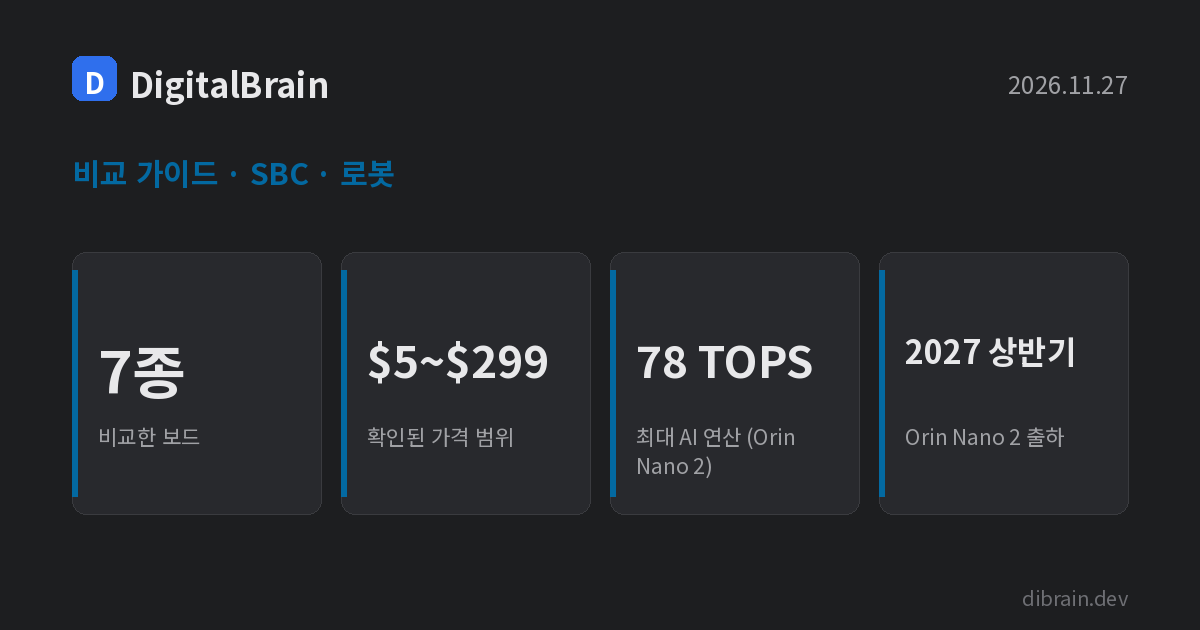 D DigitalBrain
2026.11.27
비교 가이드 · SBC · 로봇
7종
비교한 보드
$5~$299
확인된 가격 범위
78 TOPS
최대 AI 연산 (Orin
Nano 2)
2027 상반기
Orin Nano 2 출하
dibrain.dev